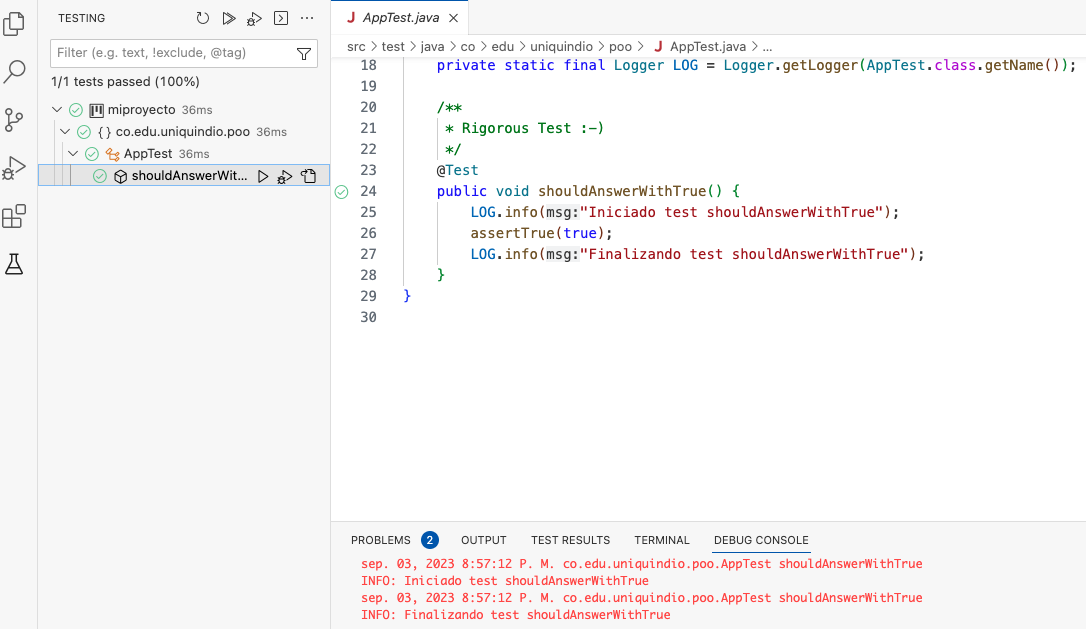 TESTING
Filter (e.g. text, !exclude, @tag)
1/1 tests passed (100%)
miproyecto 36ms
{ } co.edu.uniquindio.poo 36ms
AppTest 36ms
shouldAnswerWit...
J AppTest.java
src > test > java > co > edu > uniquindio > poo > J AppTest.java > ...
18 private static final Logger LOG = Logger.getLogger(AppTest.class.getName());
19
20 /**
21 * Rigorous Test :-)
22 */
23 @Test
24 public void shouldAnswerWithTrue() {
25 LOG.info(msg:"Iniciado test shouldAnswerWithTrue");
26 assertTrue(true);
27 LOG.info(msg:"Finalizando test shouldAnswerWithTrue");
28 }
29 }
30
PROBLEMS 2 OUTPUT TEST RESULTS TERMINAL DEBUG CONSOLE
sep. 03, 2023 8:57:12 P. M. co.edu.uniquindio.poo.AppTest shouldAnswerWithTrue
INFO: Iniciado test shouldAnswerWithTrue
sep. 03, 2023 8:57:12 P. M. co.edu.uniquindio.poo.AppTest shouldAnswerWithTrue
INFO: Finalizando test shouldAnswerWithTrue